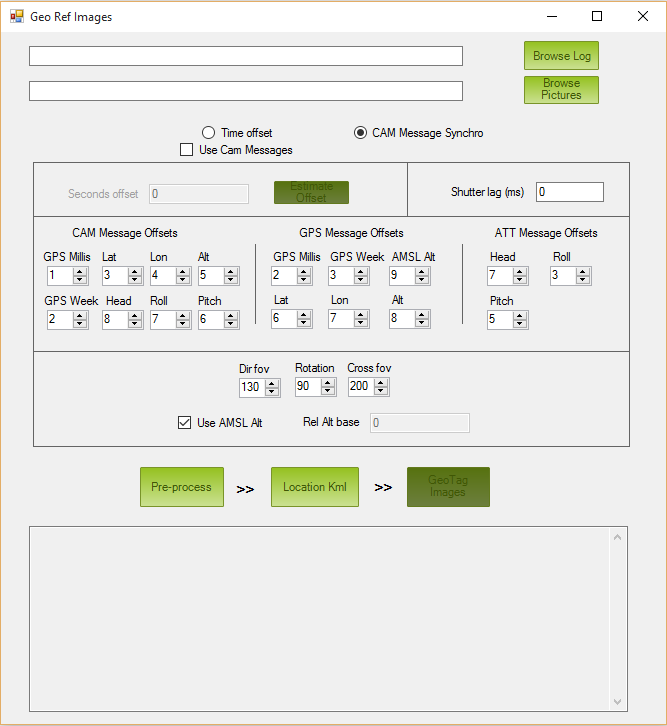 Geo Ref Images
Browse Log
Browse
Pictures
Time offset
CAM Message Synchro
Use Cam Messages
Seconds offset 0
Estimate
Offset
Shutter lag (ms) 0
CAM Message Offsets
GPS Millis Lat Lon Alt
1 3 4 5
GPS Week Head Roll Pitch
2 8 7 6
GPS Message Offsets
GPS Millis GPS Week AMSL Alt
2 3 9
Lat Lon Alt
6 7 8
ATT Message Offsets
Head Roll
7 3
Pitch
5
Dir fov Rotation Cross fov
130 90 200
Use AMSL Alt
Rel Alt base 0
Pre-process >> Location Kml >> GeoTag
Images